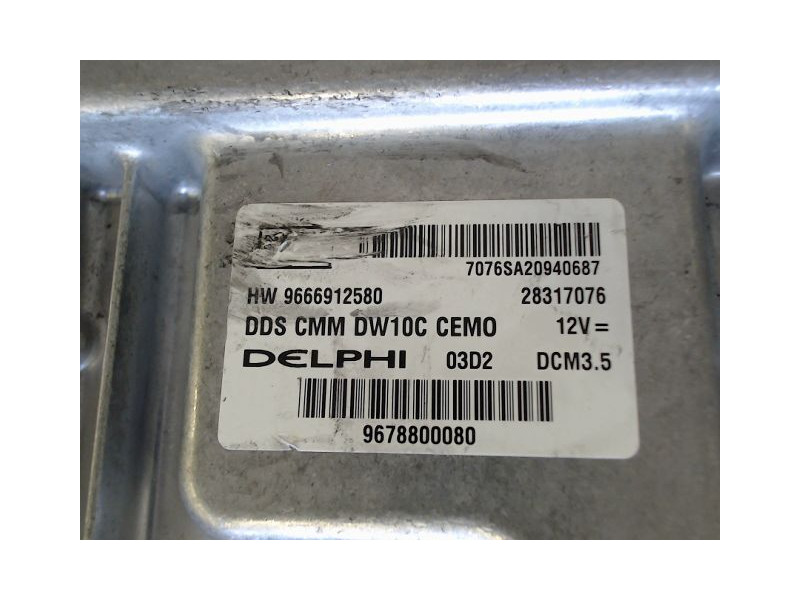 7076SA20940687
HW 9666912580 28317076
DDS CMM DW10C CEMO 12V =
DELPHI 03D2 DCM3.5
9678800080